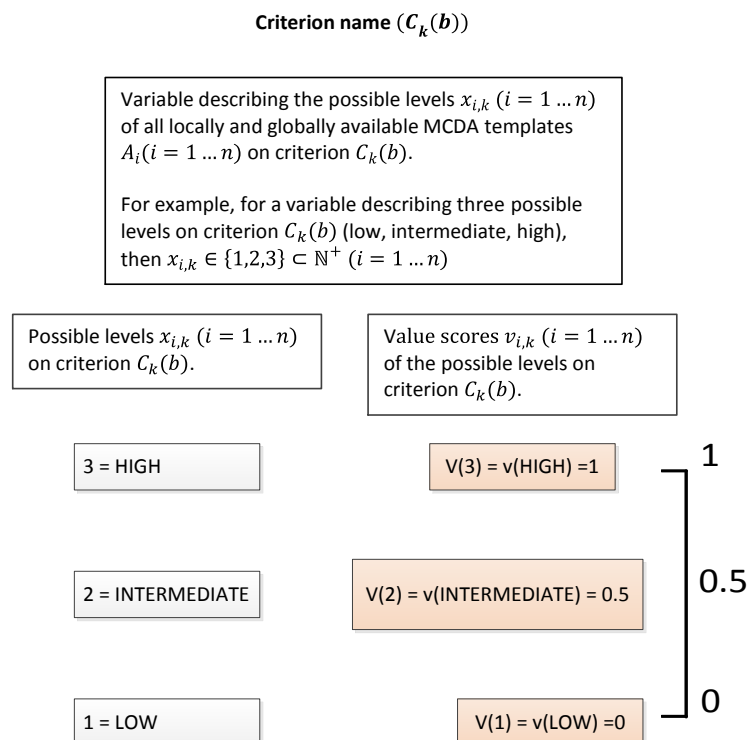 Criterion name (C_k(b))
Variable describing the possible levels x_{i,k} (i = 1 … n)
of all locally and globally available MCDA templates
A_i(i = 1 … n) on criterion C_k(b).
For example, for a variable describing three possible
levels on criterion C_k(b) (low, intermediate, high),
then x_{i,k} ∈ {1,2,3} ⊂ ℕ⁺ (i = 1 … n)
Possible levels x_{i,k} (i = 1 … n)
on criterion C_k(b).
Value scores v_{i,k} (i = 1 … n)
of the possible levels on
criterion C_k(b).
3 = HIGH
V(3) = v(HIGH) =1
1
2 = INTERMEDIATE
V(2) = v(INTERMEDIATE) = 0.5
0.5
1 = LOW
V(1) = v(LOW) =0
0